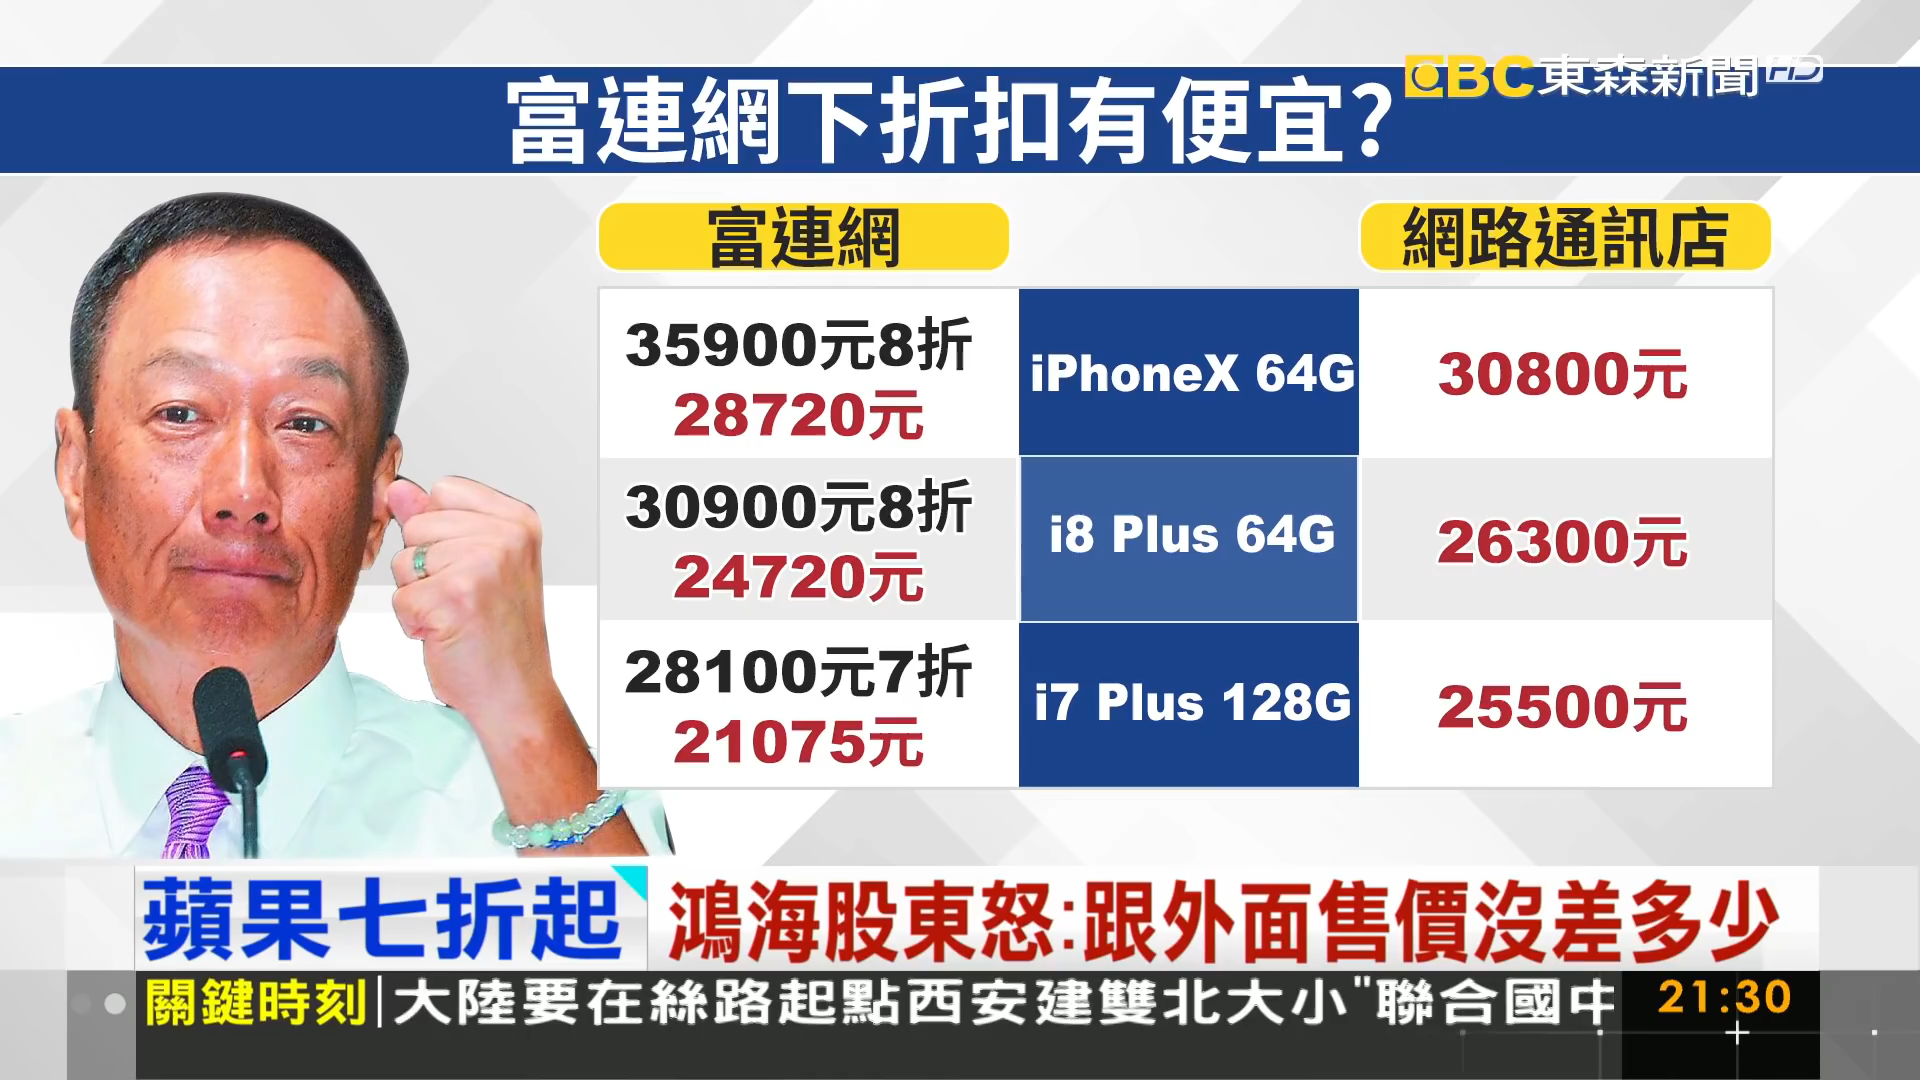 EBC東森新聞HD
富連網下折扣有便宜?
富連網
網路通訊店
35900元8折
28720元
iPhoneX 64G
30800元
30900元8折
24720元
i8 Plus 64G
26300元
28100元7折
21075元
i7 Plus 128G
25500元
蘋果七折起
鴻海股東怒:跟外面售價沒差多少
關鍵時刻
大陸要在絲路起點西安建雙北大小"聯合國中
21:30